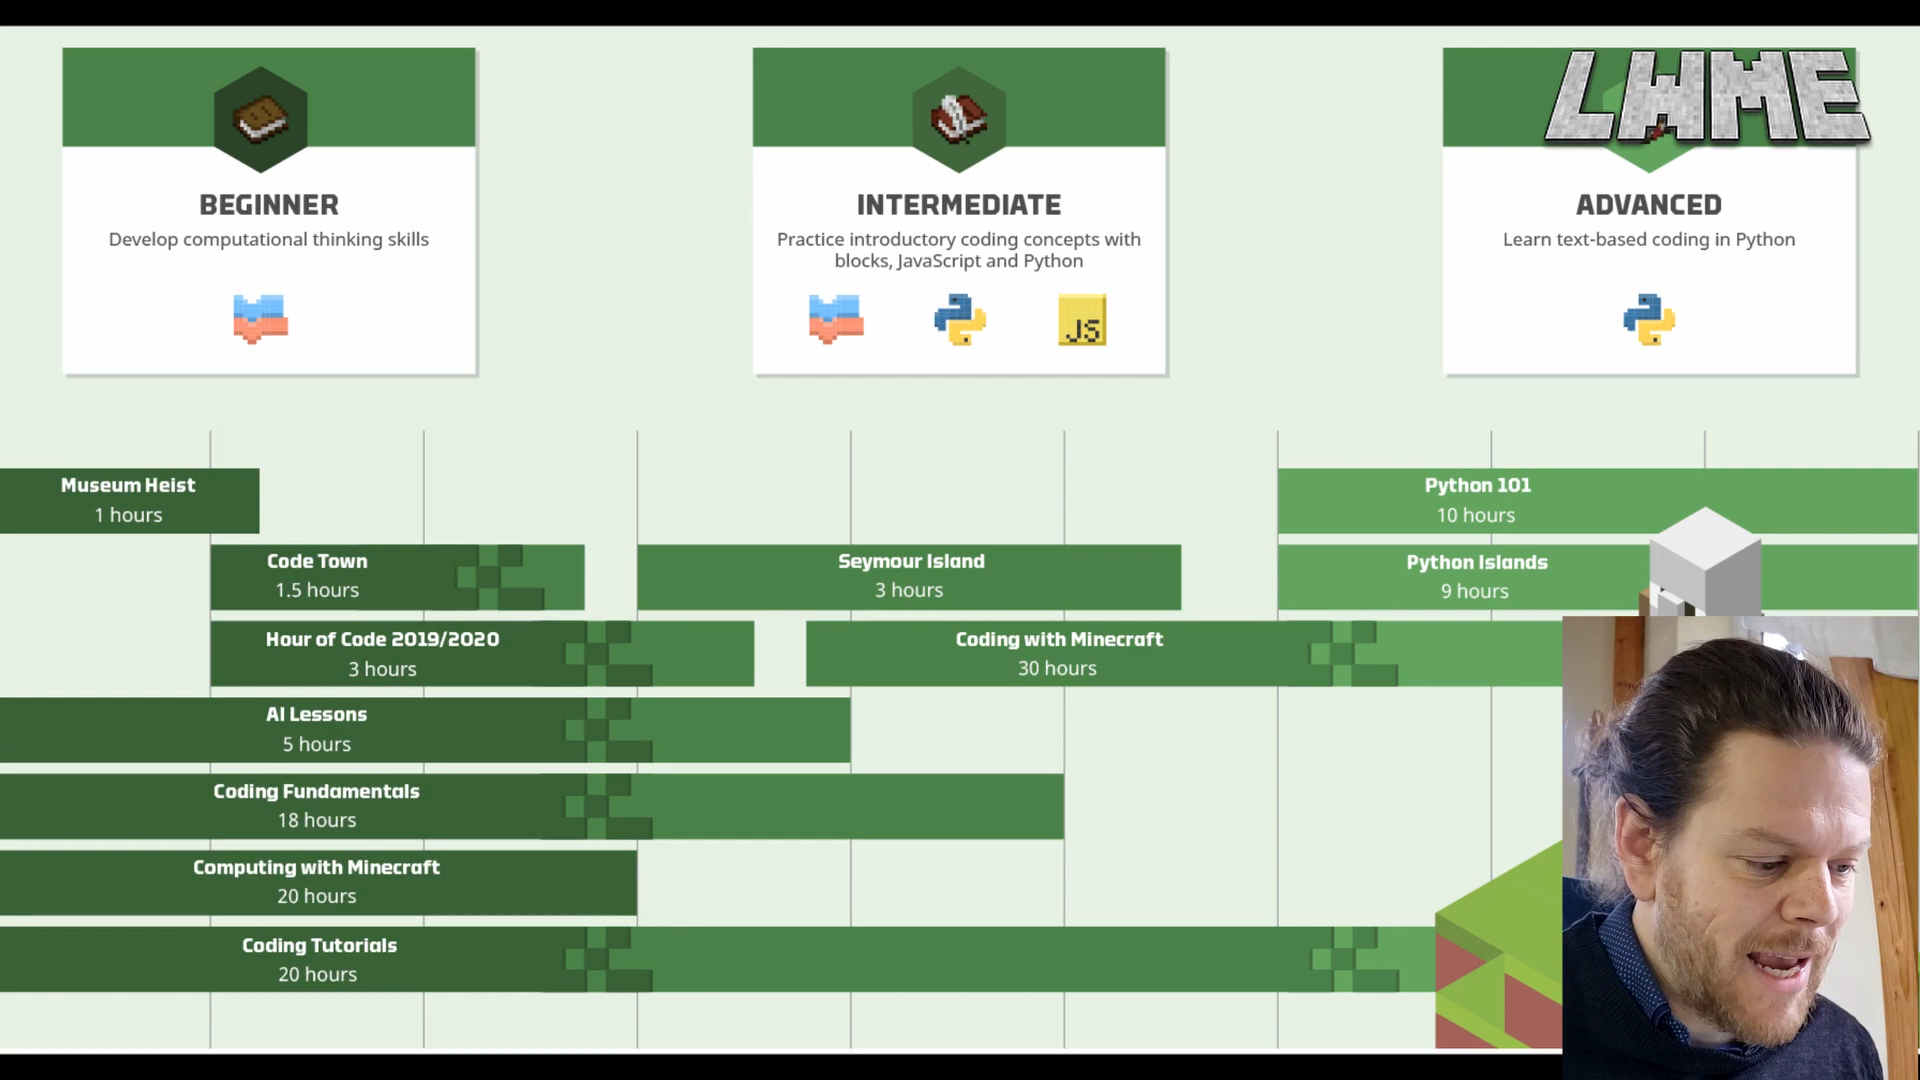 LWME
BEGINNER
Develop computational thinking skills
INTERMEDIATE
Practice introductory coding concepts with
blocks, JavaScript and Python
JS
ADVANCED
Learn text-based coding in Python
Museum Heist
1 hours
Python 101
10 hours
Code Town
1.5 hours
Seymour Island
3 hours
Python Islands
9 hours
Hour of Code 2019/2020
3 hours
Coding with Minecraft
30 hours
AI Lessons
5 hours
Coding Fundamentals
18 hours
Computing with Minecraft
20 hours
Coding Tutorials
20 hours